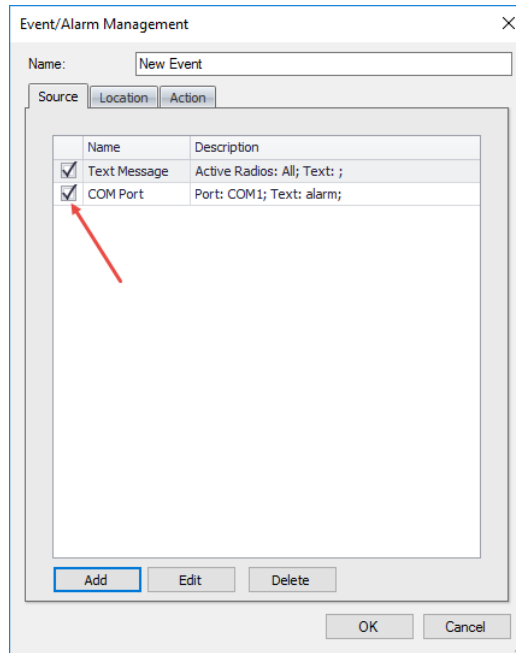 Event/Alarm Management
Name: New Event
Source Location Action
Name Description
Text Message Active Radios: All; Text: ;
COM Port Port: COM1; Text: alarm;
Add Edit Delete
OK Cancel